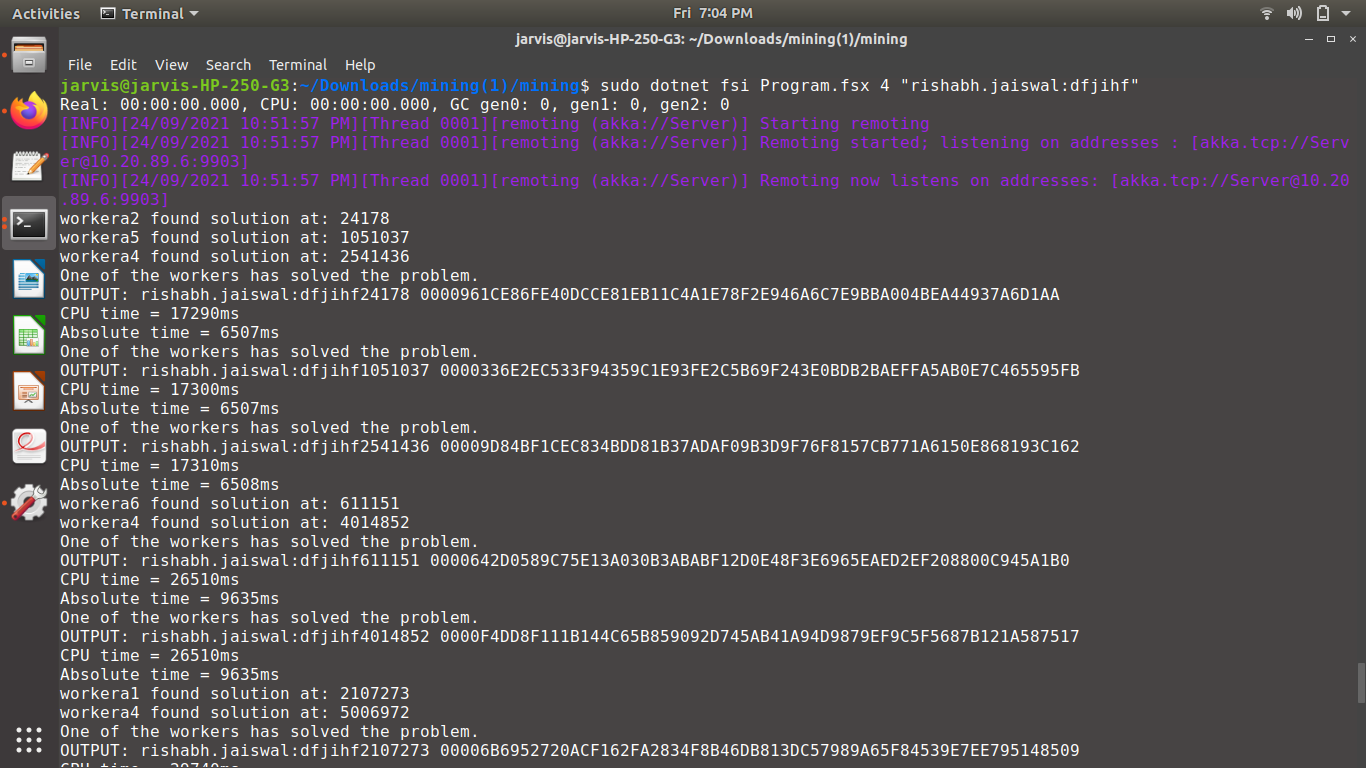 Activities Terminal Fri 7:04 PM
jarvis@jarvis-HP-250-G3: ~/Downloads/mining(1)/mining
File Edit View Search Terminal Help
jarvis@jarvis-HP-250-G3:~/Downloads/mining(1)/mining$ sudo dotnet fsi Program.fsx 4 "rishabh.jaiswal:dfjihf"
Real: 00:00:00.000, CPU: 00:00:00.000, GC gen0: 0, gen1: 0, gen2: 0
[INFO][24/09/2021 10:51:57 PM][Thread 0001][remoting (akka://Server)] Starting remoting
[INFO][24/09/2021 10:51:57 PM][Thread 0001][remoting (akka://Server)] Remoting started; listening on addresses : [akka.tcp://Serv
er@10.20.89.6:9903]
[INFO][24/09/2021 10:51:57 PM][Thread 0001][remoting (akka://Server)] Remoting now listens on addresses: [akka.tcp://Server@10.20
.89.6:9903]
workera2 found solution at: 24178
workera5 found solution at: 1051037
workera4 found solution at: 2541436
One of the workers has solved the problem.
OUTPUT: rishabh.jaiswal:dfjihf24178 0000961CE86FE40DCCE81EB11C4A1E78F2E946A6C7E9BBA004BEA44937A6D1AA
CPU time = 17290ms
Absolute time = 6507ms
One of the workers has solved the problem.
OUTPUT: rishabh.jaiswal:dfjihf1051037 0000336E2EC533F94359C1E93FE2C5B69F243E0BDB2BAEFFA5AB0E7C465595FB
CPU time = 17300ms
Absolute time = 6507ms
One of the workers has solved the problem.
OUTPUT: rishabh.jaiswal:dfjihf2541436 00009D84BF1CEC834BDD81B37ADAF09B3D9F76F8157CB771A6150E868193C162
CPU time = 17310ms
Absolute time = 6508ms
workera6 found solution at: 611151
workera4 found solution at: 4014852
One of the workers has solved the problem.
OUTPUT: rishabh.jaiswal:dfjihf611151 0000642D0589C75E13A030B3ABABF12D0E48F3E6965EAED2EF208800C945A1B0
CPU time = 26510ms
Absolute time = 9635ms
One of the workers has solved the problem.
OUTPUT: rishabh.jaiswal:dfjihf4014852 0000F4DD8F111B144C65B859092D745AB41A94D9879EF9C5F5687B121A587517
CPU time = 26510ms
Absolute time = 9635ms
workera1 found solution at: 2107273
workera4 found solution at: 5006972
One of the workers has solved the problem.
OUTPUT: rishabh.jaiswal:dfjihf2107273 00006B6952720ACF162FA2834F8B46DB813DC57989A65F84539E7EE795148509